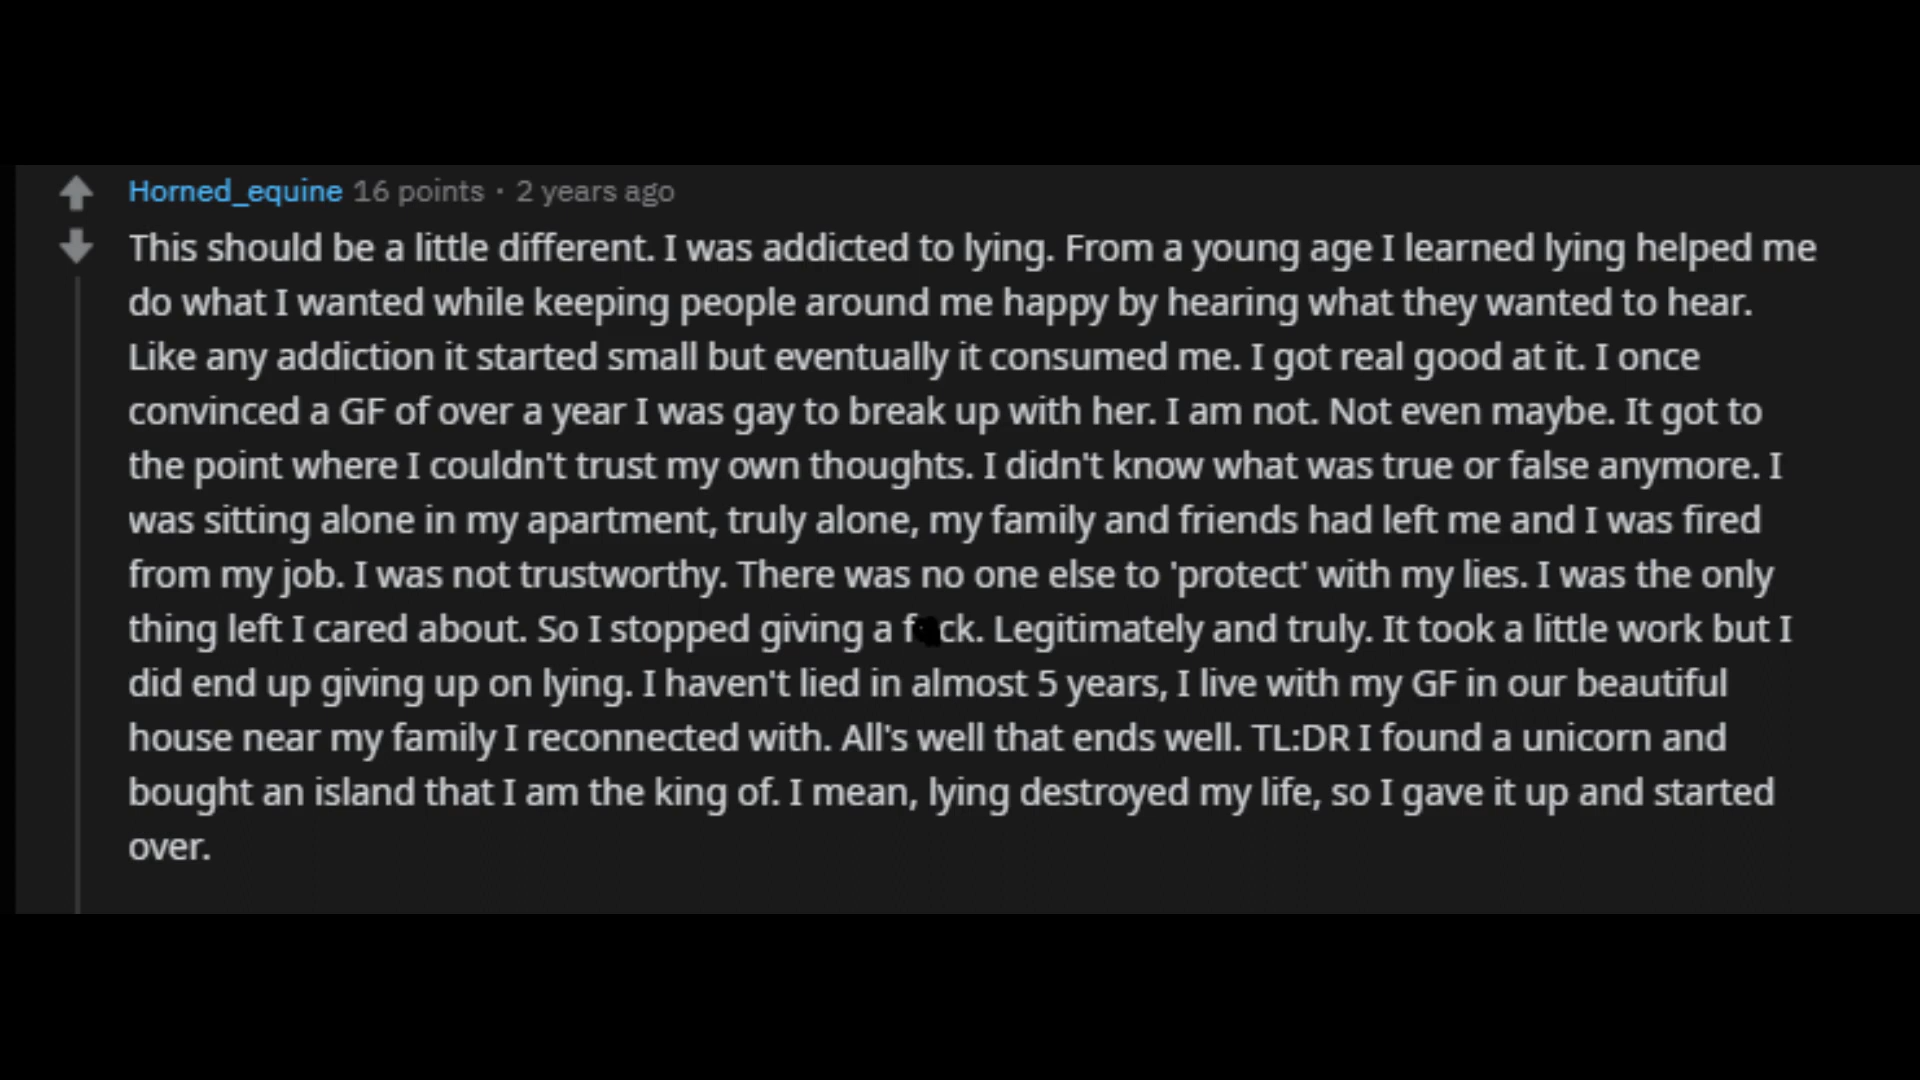 Horned_equine 16 points · 2 years ago
This should be a little different. I was addicted to lying. From a young age I learned lying helped me
do what I wanted while keeping people around me happy by hearing what they wanted to hear.
Like any addiction it started small but eventually it consumed me. I got real good at it. I once
convinced a GF of over a year I was gay to break up with her. I am not. Not even maybe. It got to
the point where I couldn't trust my own thoughts. I didn't know what was true or false anymore. I
was sitting alone in my apartment, truly alone, my family and friends had left me and I was fired
from my job. I was not trustworthy. There was no one else to 'protect' with my lies. I was the only
thing left I cared about. So I stopped giving a f ck. Legitimately and truly. It took a little work but I
did end up giving up on lying. I haven't lied in almost 5 years, I live with my GF in our beautiful
house near my family I reconnected with. All's well that ends well. TL:DR I found a unicorn and
bought an island that I am the king of. I mean, lying destroyed my life, so I gave it up and started
over.